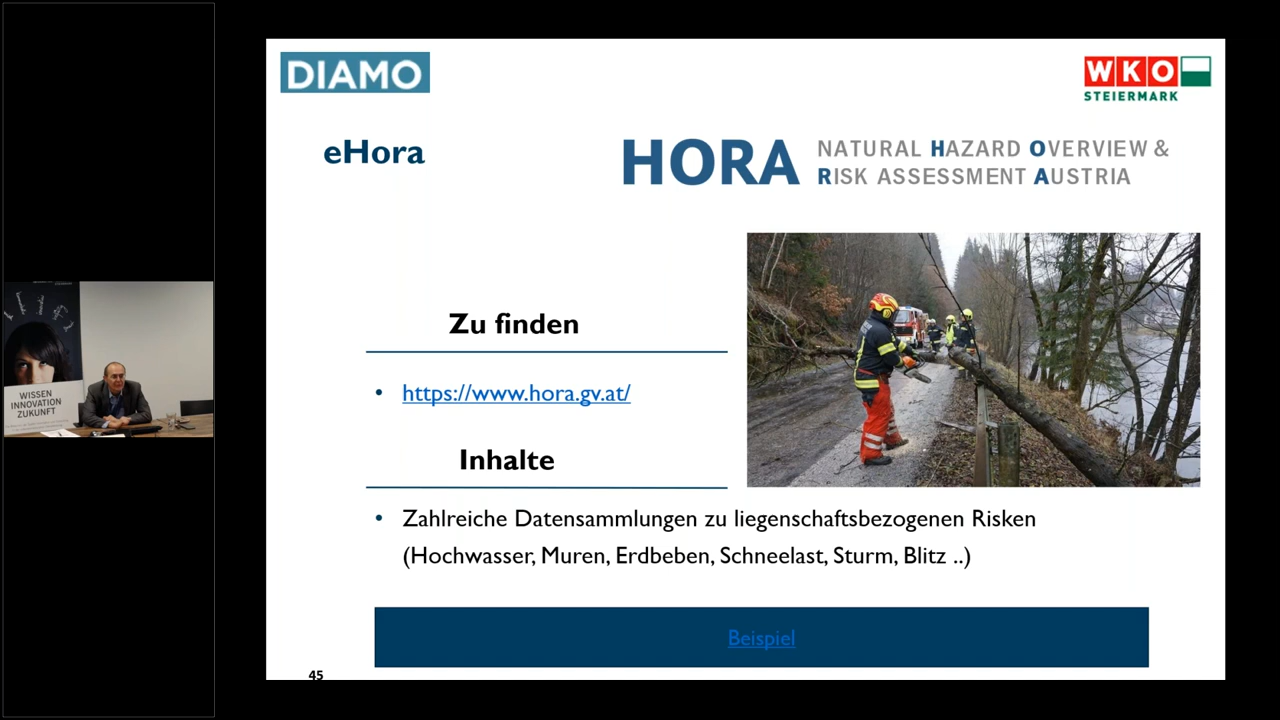 DIAMO
WKO
STEIERMARK
eHora
HORA
NATURAL HAZARD OVERVIEW &
RISK ASSESSMENT AUSTRIA
Zu finden
• https://www.hora.gv.at/
Inhalte
• Zahlreiche Datensammlungen zu liegenschaftsbezogenen Risken
(Hochwasser, Muren, Erdbeben, Schneelast, Sturm, Blitz ..)
Beispiel
45
WISSEN
INNOVATION
ZUKUNFT